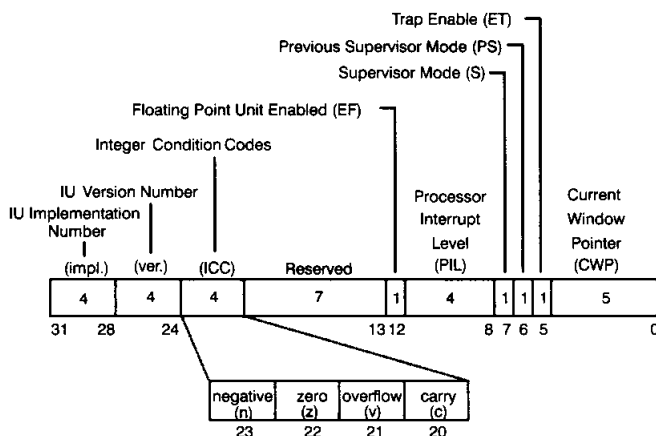 Trap Enable (ET)
Previous Supervisor Mode (PS)
Supervisor Mode (S)
Floating Point Unit Enabled (EF)
Integer Condition Codes
IU Version Number
IU Implementation
Number
Processor
Interrupt
Level
(PIL)
Current
Window
Pointer
(CWP)
(impl.) (ver.) (ICC) Reserved
4 4 4 7 1 4 1 1 1 5
31 28 24 13 12 8 7 6 5 0
negative zero overflow carry
(n) (z) (v) (c)
23 22 21 20